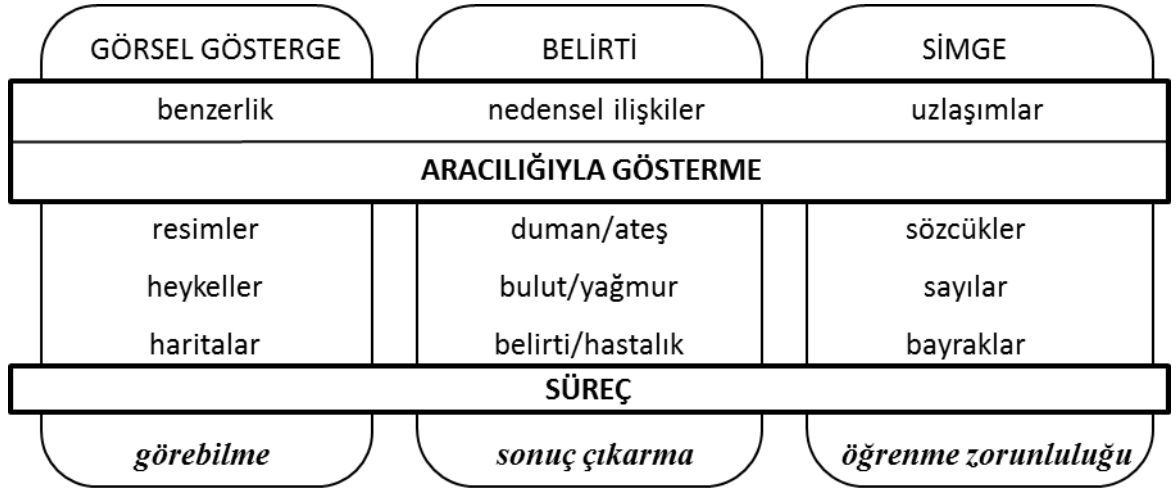 GÖRSEL GÖSTERGE BELİRTİ SİMGE
benzerlik nedensel ilişkiler uzlaşımlar
ARACILIĞIYLA GÖSTERME
resimler duman/ateş sözcükler
heykeller bulut/yağmur sayılar
haritalar belirti/hastalık bayraklar
SÜREÇ
görebilme sonuç çıkarma öğrenme zorunluluğu